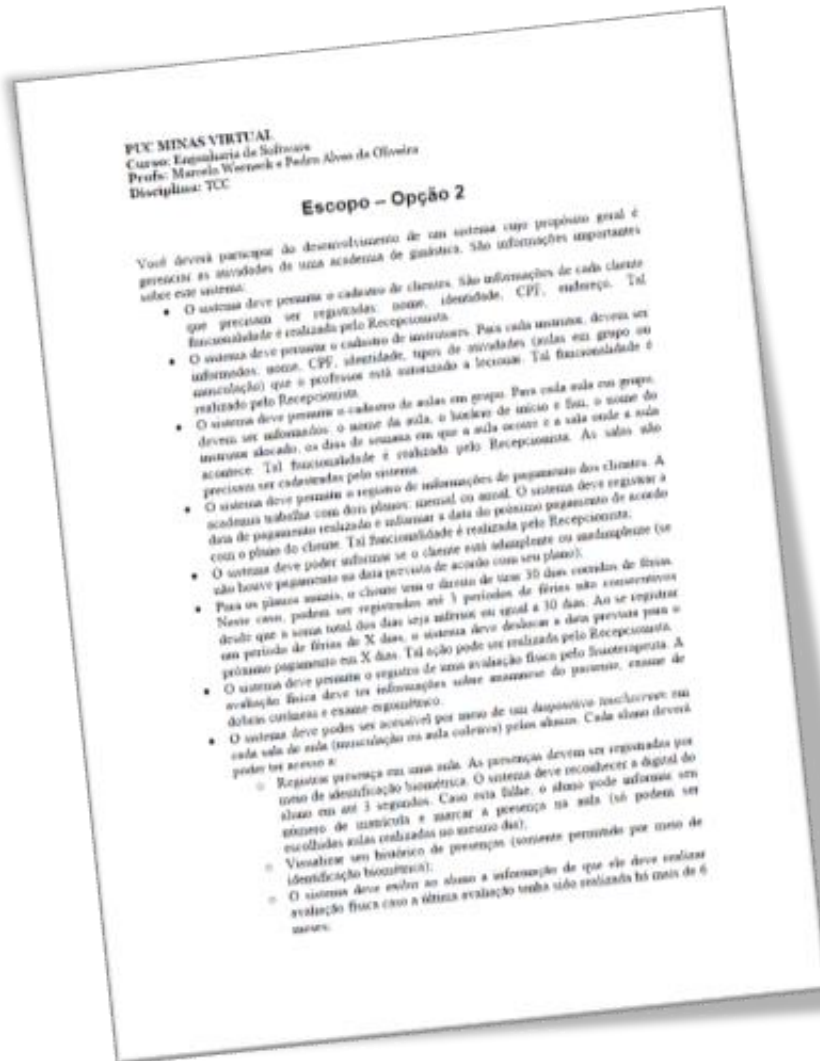 PUC MINAS VIRTUAL
Curso: Engenharia de Software
Profs: Marcelo Werneck e Pedro Alves de Oliveira
Disciplina: TCC
Escopo – Opção 2
Você deverá participar do desenvolvimento de um sistema cujo propósito geral é
gerenciar as atividades de uma academia de ginástica. São informações importantes
sobre este sistema:
• O sistema deve permitir o cadastro de clientes. São informações de cada cliente
que precisam ser registradas: nome, identidade, CPF, endereço. Tal
funcionalidade é realizada pelo Recepcionista.
• O sistema deve permitir o cadastro de instrutores. Para cada instrutor, devem ser
informados: nome, CPF, identidade, tipos de atividades (aulas em grupo ou
musculação) que o professor está autorizado a lecionar. Tal funcionalidade é
realizado pelo Recepcionista.
• O sistema deve permitir o cadastro de aulas em grupo. Para cada aula em grupo,
devem ser informados: o nome da aula, o horário de início e fim, o nome do
instrutor alocado, os dias de semana em que a aula ocorre e a sala onde a aula
acontece. Tal funcionalidade é realizada pelo Recepcionista. As salas não
precisam ser cadastradas pelo sistema.
• O sistema deve permitir o registro de informações de pagamento dos clientes. A
academia trabalha com dois planos: mensal ou anual. O sistema deve registrar a
data de pagamento realizado e informar a data do próximo pagamento de acordo
com o plano do cliente. Tal funcionalidade é realizada pelo Recepcionista;
• O sistema deve poder informar se o cliente está adimplente ou inadimplente (se
não houve pagamento na data prevista de acordo com seu plano);
• Para os planos anuais, o cliente tem o direito de tirar 30 dias corridos de férias.
Neste caso, podem ser registrados até 3 períodos de férias não consecutivos
desde que a soma total dos dias seja inferior ou igual a 30 dias. Ao se registrar
um período de férias de X dias, o sistema deve deslocar a data prevista para o
próximo pagamento em X dias. Tal ação pode ser realizada pelo Recepcionista.
• O sistema deve permitir o registro de uma avaliação física pelo fisioterapeuta. A
avaliação física deve ter informações sobre anamnese do paciente, exame de
dobras cutâneas e exame ergométrico.
• O sistema deve poder ser acessível por meio de um dispositivo touchscreen em
cada sala de aula (musculação ou aula coletiva) pelos alunos. Cada aluno deverá
poder ter acesso a:
○ Registrar presença em uma aula. As presenças devem ser registradas por
meio de identificação biométrica. O sistema deve reconhecer a digital do
aluno em até 3 segundos. Caso esta falhe, o aluno pode informar seu
número de matrícula e marcar a presença na aula (só podem ser
escolhidas aulas realizadas no mesmo dia);
○ Visualizar seu histórico de presenças (somente permitido por meio de
identificação biométrica);
○ O sistema deve exibir ao aluno a informação de que ele deve realizar
avaliação física caso a última avaliação tenha sido realizada há mais de 6
meses.